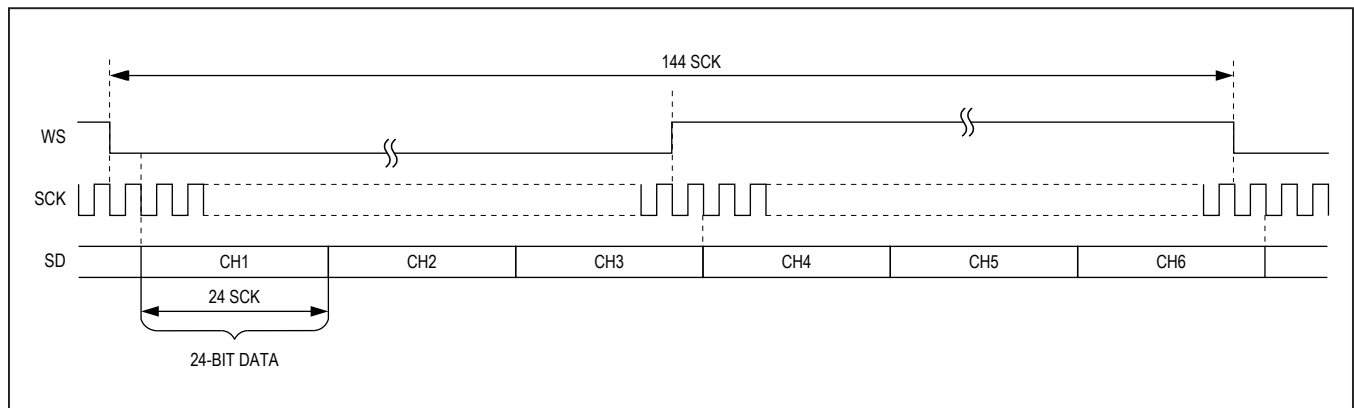 144 SCK
WS
SCK
SD
CH1
CH2
CH3
CH4
CH5
CH6
24 SCK
24-BIT DATA